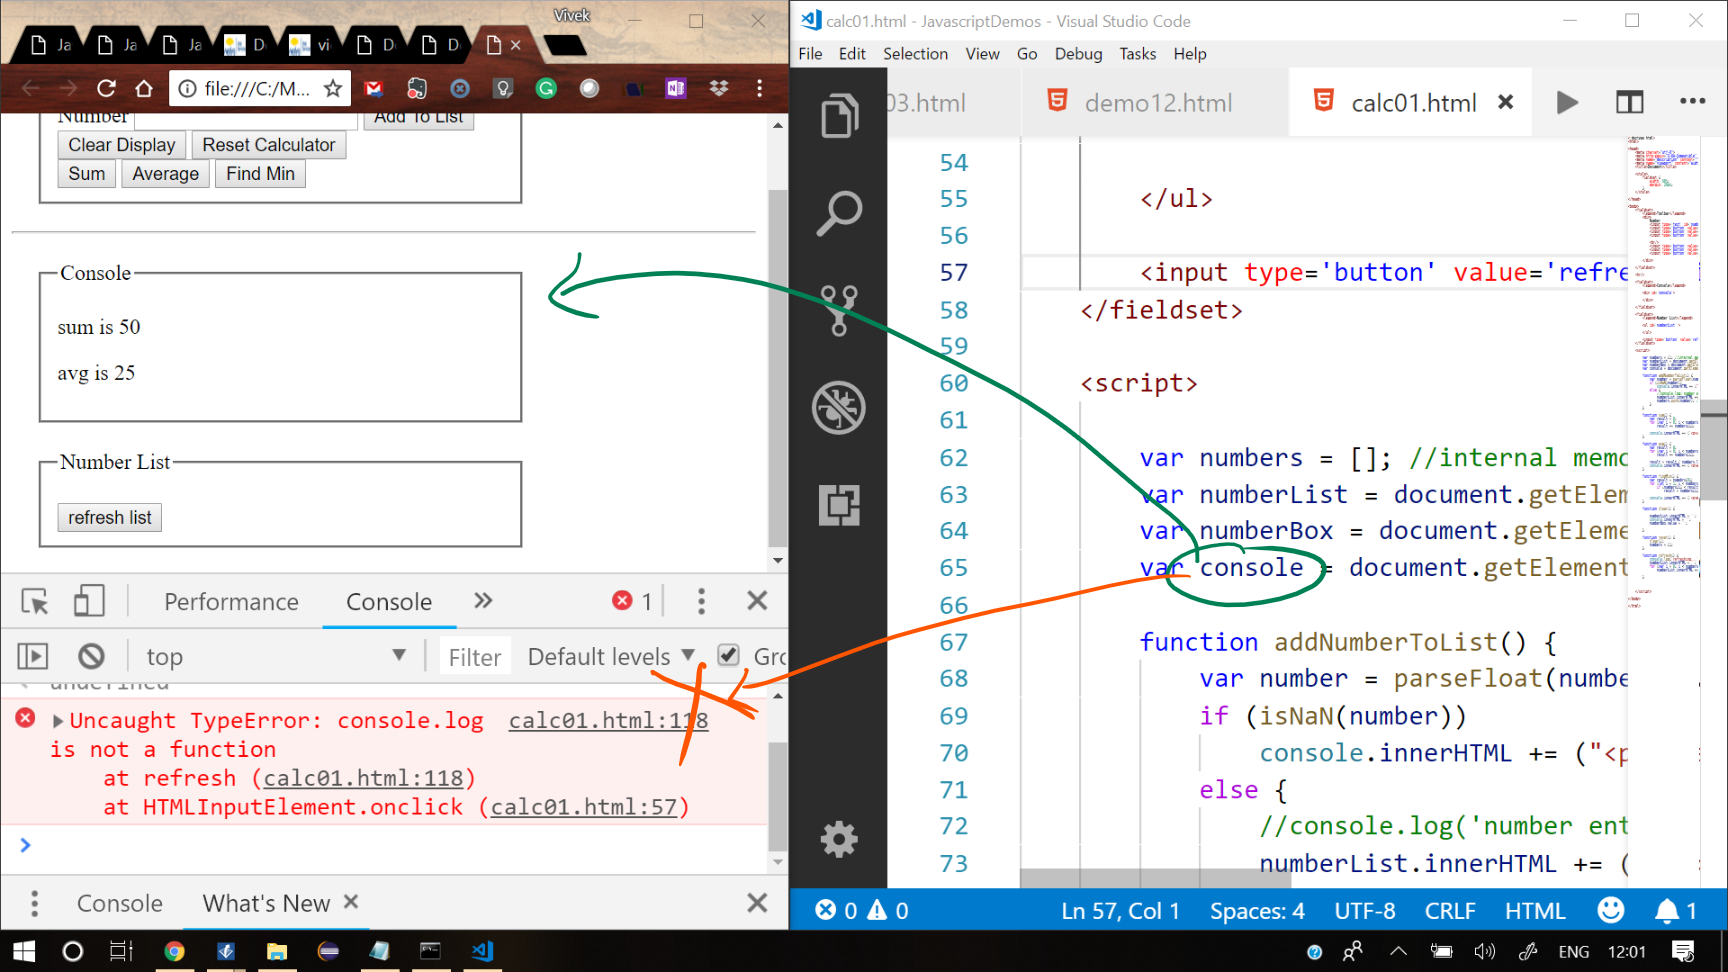 Vivek
Ja
Ja
Ja
D
vi
D
D
file:///C:/M...
Number
Add To List
Clear Display
Reset Calculator
Sum
Average
Find Min
Console
sum is 50
avg is 25
Number List
refresh list
Performance
Console
1
top
Filter
Default levels
Gro
undefined
Uncaught TypeError: console.log calc01.html:118
is not a function
at refresh (calc01.html:118)
at HTMLInputElement.onclick (calc01.html:57)
Console
What's New
calc01.html - JavascriptDemos - Visual Studio Code
File Edit Selection View Go Debug Tasks Help
03.html
demo12.html
calc01.html
54
55 </ul>
56
57 <input type='button' value='refre
58 </fieldset>
59
60 <script>
61
62 var numbers = []; //internal memo
63 var numberList = document.getElem
64 var numberBox = document.getEleme
65 var console = document.getElement
66
67 function addNumberToList() {
68 var number = parseFloat(numbe
69 if (isNaN(number))
70 console.innerHTML += ("<p
71 else {
72 //console.log('number ent
73 numberList.innerHTML += (
0 0
Ln 57, Col 1
Spaces: 4
UTF-8
CRLF
HTML
1
ENG
12:01